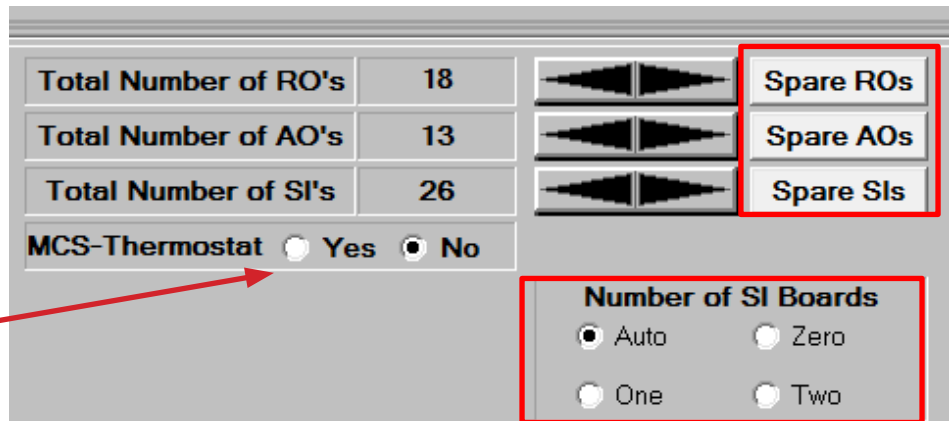 Total Number of RO's 18 Spare ROs
Total Number of AO's 13 Spare AOs
Total Number of SI's 26 Spare SIs
MCS-Thermostat Yes No
Number of SI Boards
Auto Zero
One Two